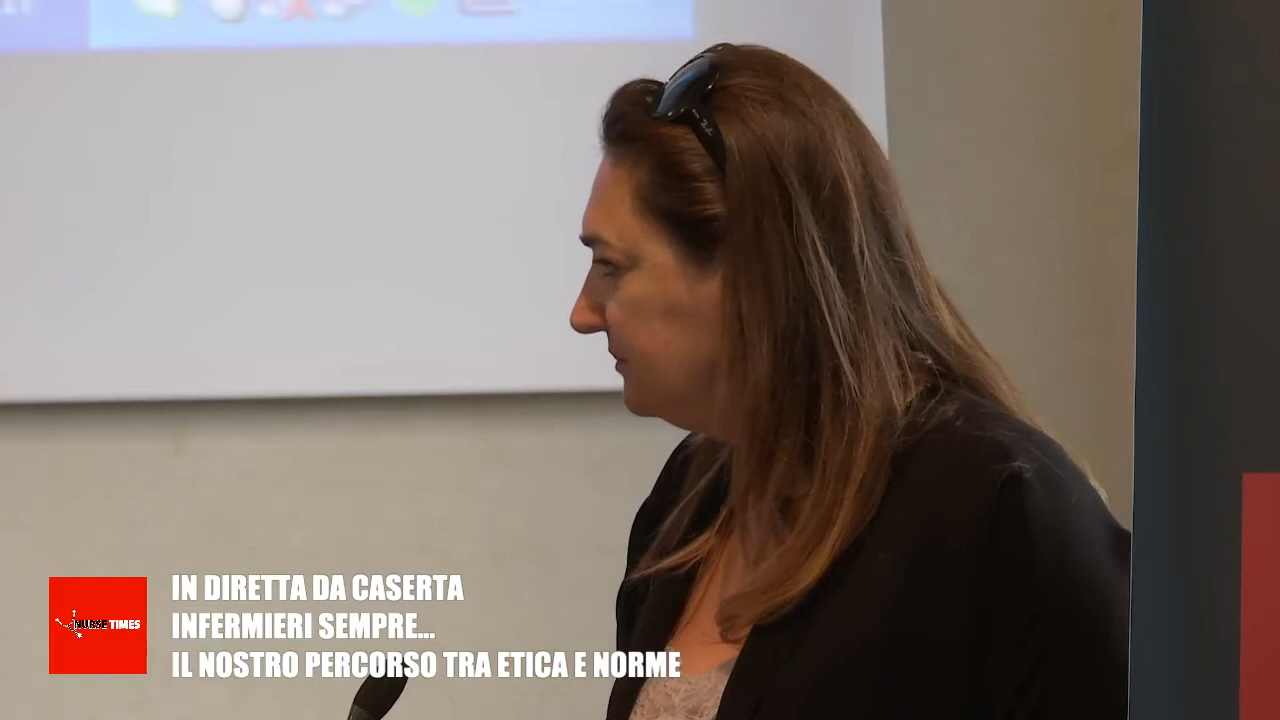 IN DIRETTA DA CASERTA
INFERMIERI SEMPRE...
NURSE TIMES
IL NOSTRO PERCORSO TRA ETICA E NORME